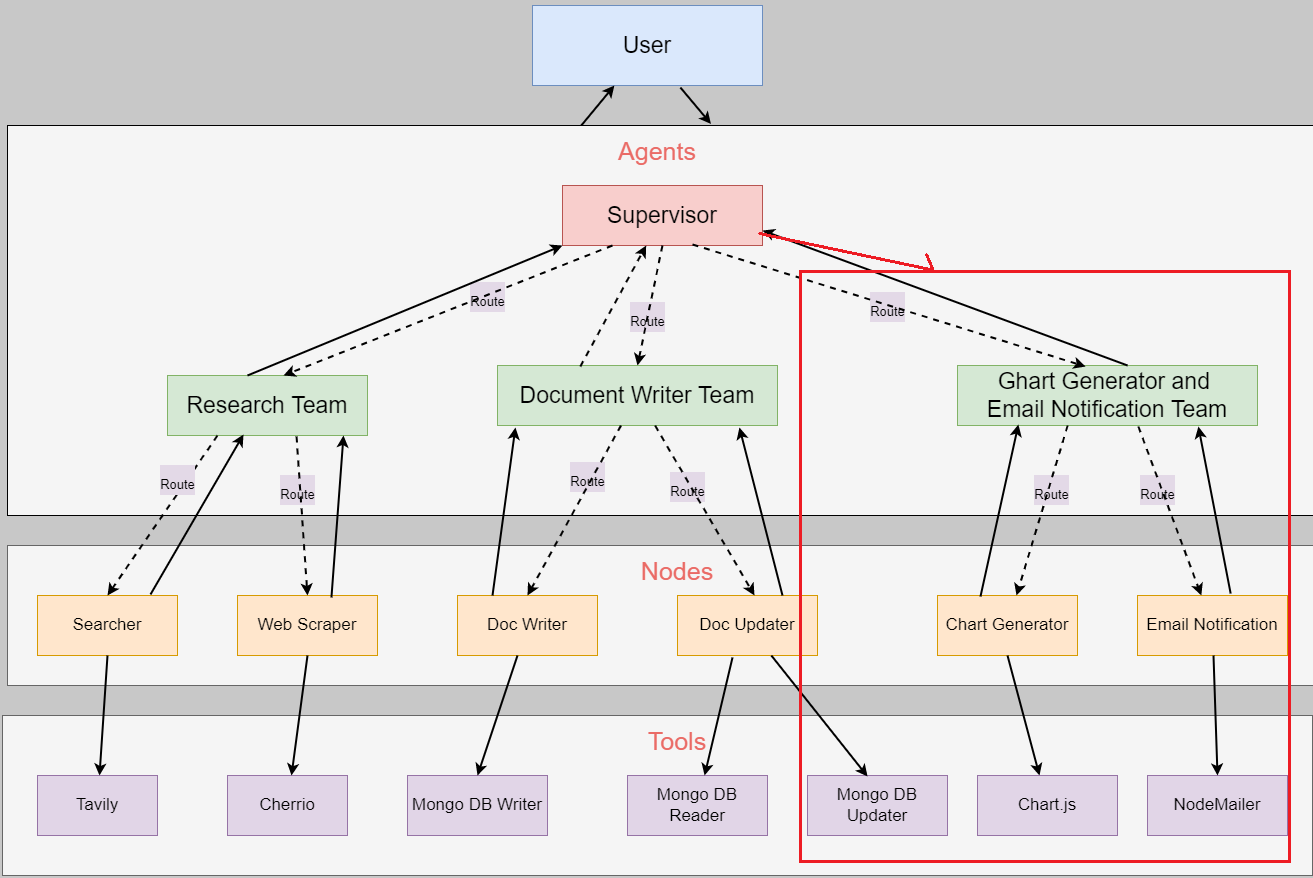 User
Agents
Supervisor
Route
Route
Route
Research Team
Document Writer Team
Ghart Generator and
Email Notification Team
Route
Route
Route
Route
Route
Route
Nodes
Searcher
Web Scraper
Doc Writer
Doc Updater
Chart Generator
Email Notification
Tools
Tavily
Cherrio
Mongo DB Writer
Mongo DB
Reader
Mongo DB
Updater
Chart.js
NodeMailer